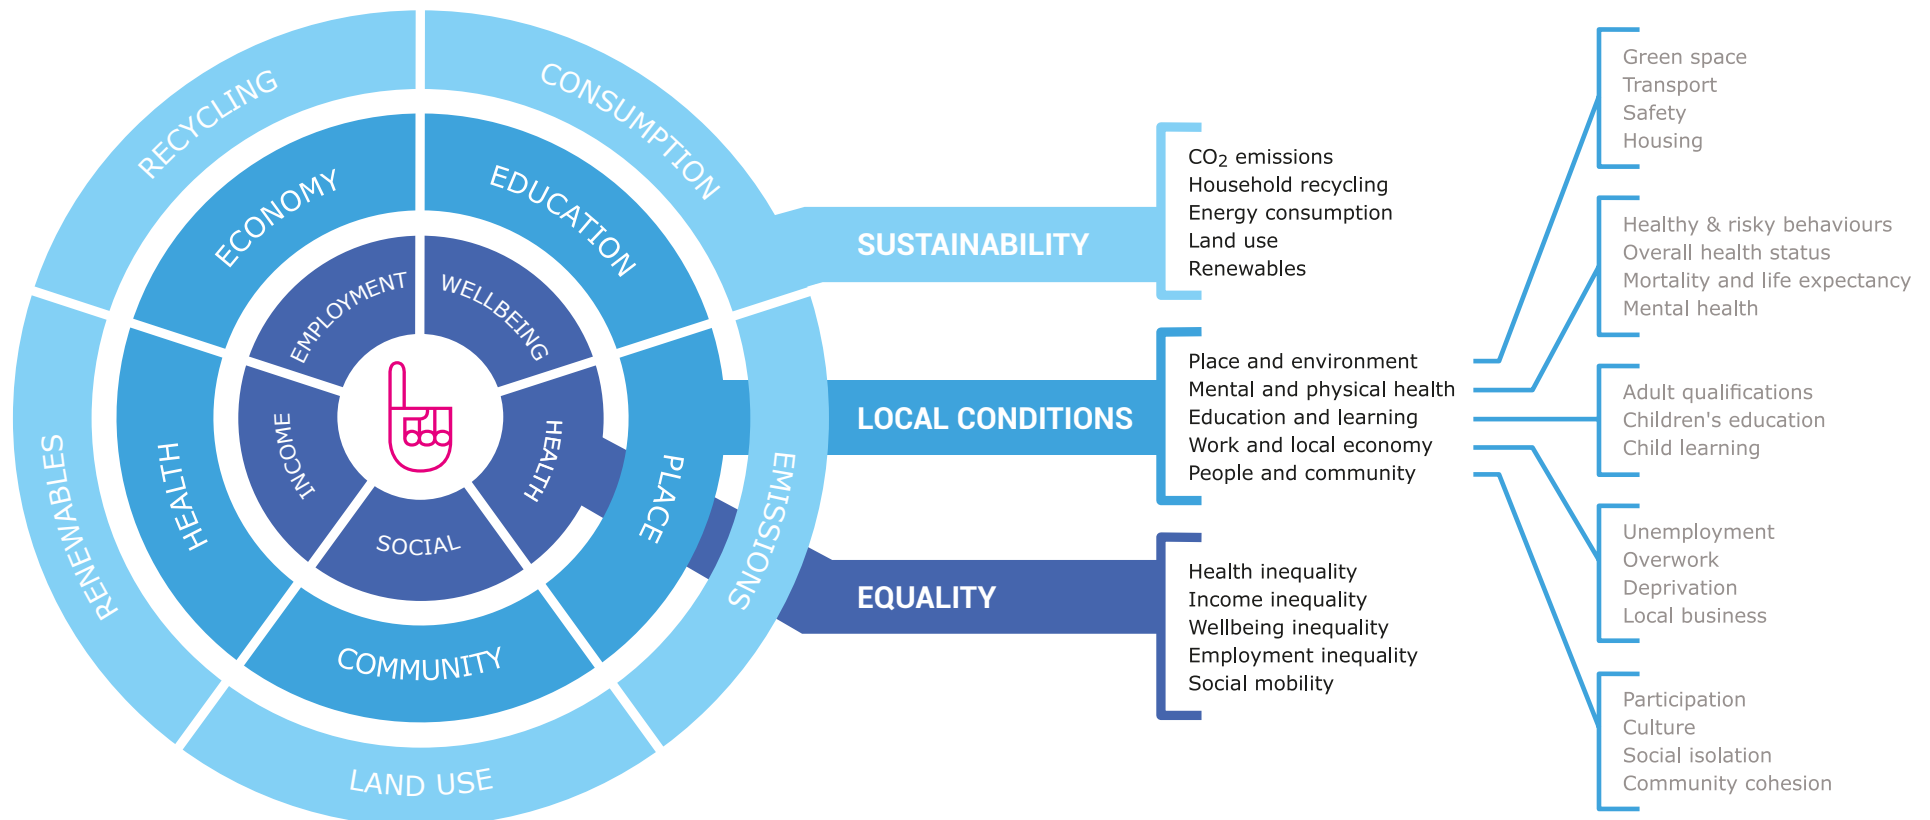 RECYCLING
CONSUMPTION
ECONOMY
EDUCATION
EMPLOYMENT
WELLBEING
INCOME
HEALTH
SOCIAL
HEALTH
PLACE
COMMUNITY
RENEWABLES
EMISSIONS
LAND USE
SUSTAINABILITY
CO₂ emissions
Household recycling
Energy consumption
Land use
Renewables
LOCAL CONDITIONS
Place and environment
Mental and physical health
Education and learning
Work and local economy
People and community
EQUALITY
Health inequality
Income inequality
Wellbeing inequality
Employment inequality
Social mobility
Green space
Transport
Safety
Housing
Healthy & risky behaviours
Overall health status
Mortality and life expectancy
Mental health
Adult qualifications
Children's education
Child learning
Unemployment
Overwork
Deprivation
Local business
Participation
Culture
Social isolation
Community cohesion